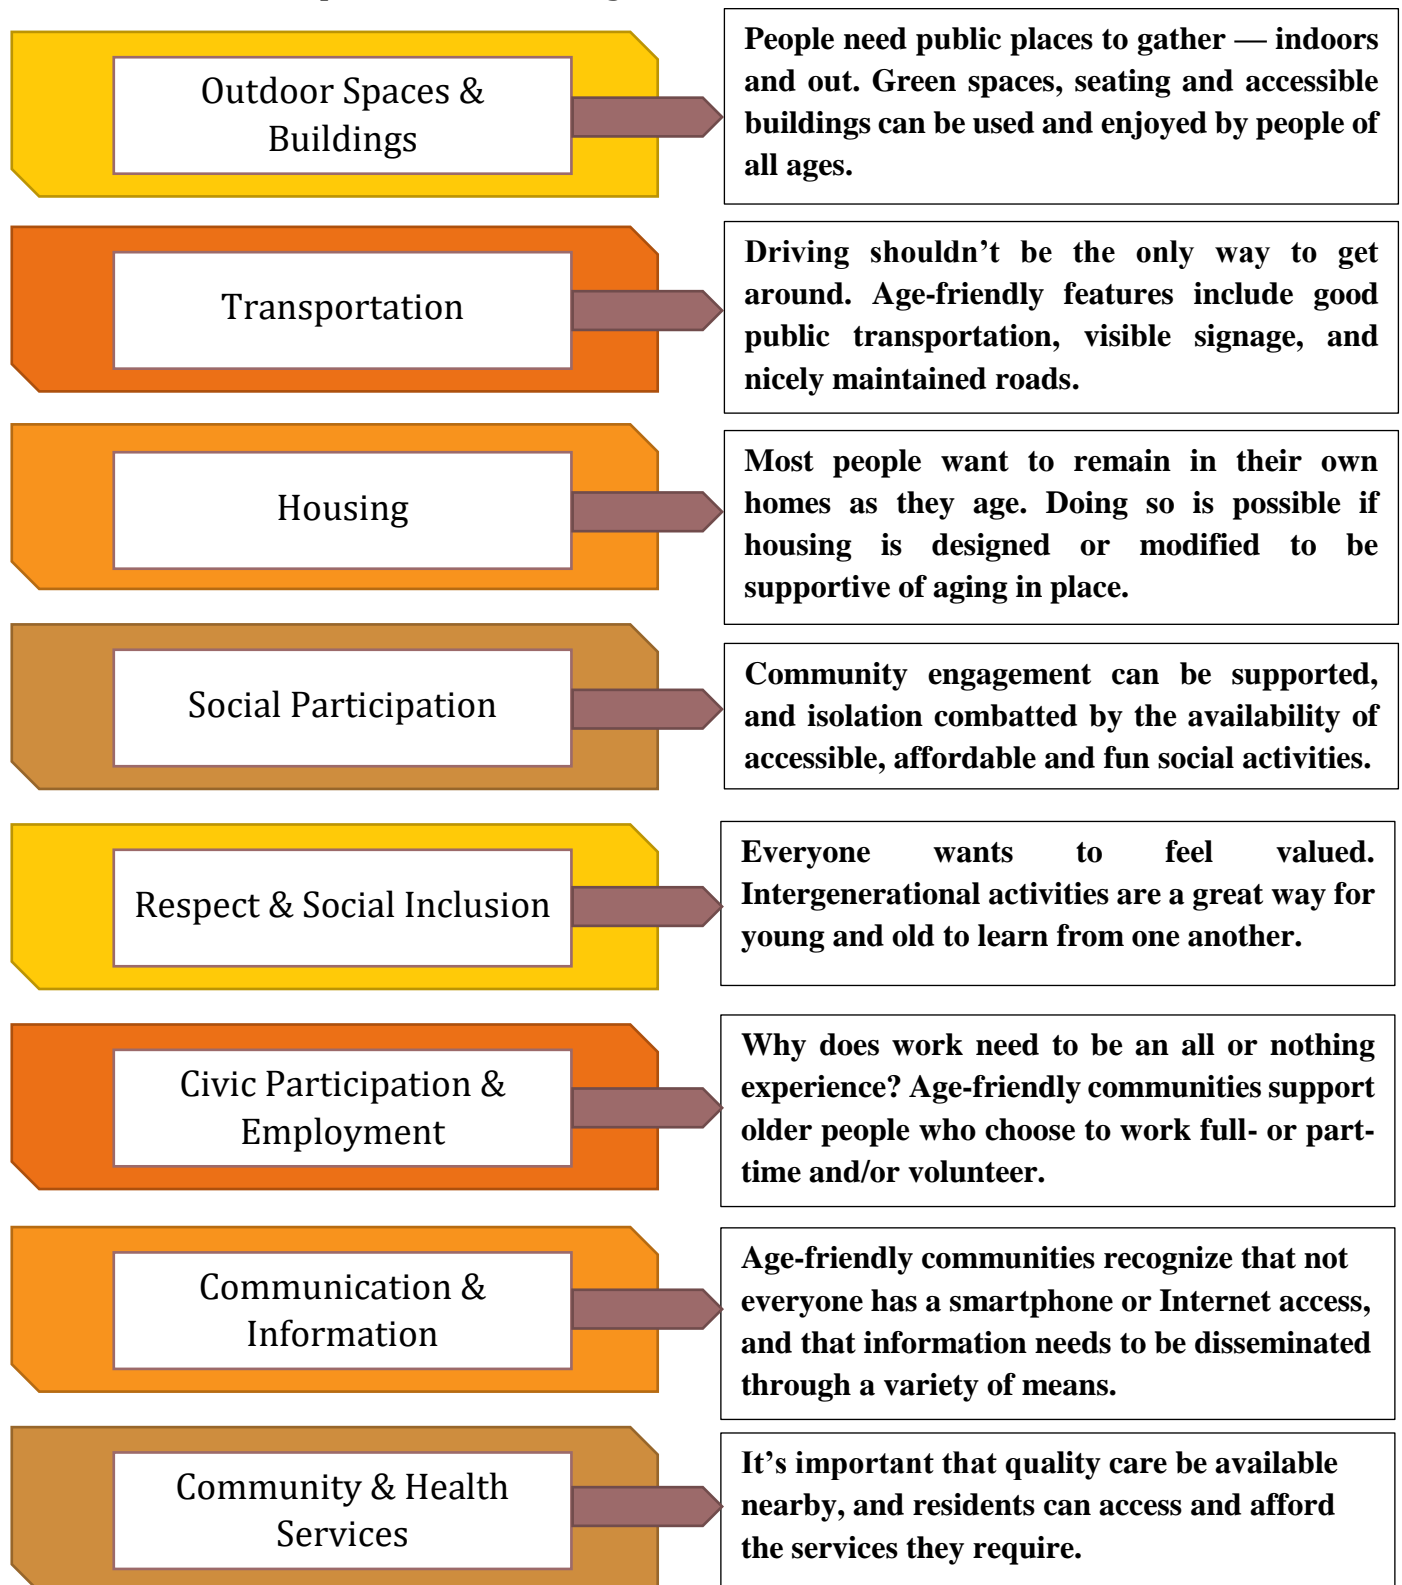 Outdoor Spaces &
Buildings
People need public places to gather — indoors
and out. Green spaces, seating and accessible
buildings can be used and enjoyed by people of
all ages.
Transportation
Driving shouldn’t be the only way to get
around. Age-friendly features include good
public transportation, visible signage, and
nicely maintained roads.
Housing
Most people want to remain in their own
homes as they age. Doing so is possible if
housing is designed or modified to be
supportive of aging in place.
Social Participation
Community engagement can be supported,
and isolation combatted by the availability of
accessible, affordable and fun social activities.
Respect & Social Inclusion
Everyone wants to feel valued.
Intergenerational activities are a great way for
young and old to learn from one another.
Civic Participation &
Employment
Why does work need to be an all or nothing
experience? Age-friendly communities support
older people who choose to work full- or part-
time and/or volunteer.
Communication &
Information
Age-friendly communities recognize that not
everyone has a smartphone or Internet access,
and that information needs to be disseminated
through a variety of means.
Community & Health
Services
It’s important that quality care be available
nearby, and residents can access and afford
the services they require.